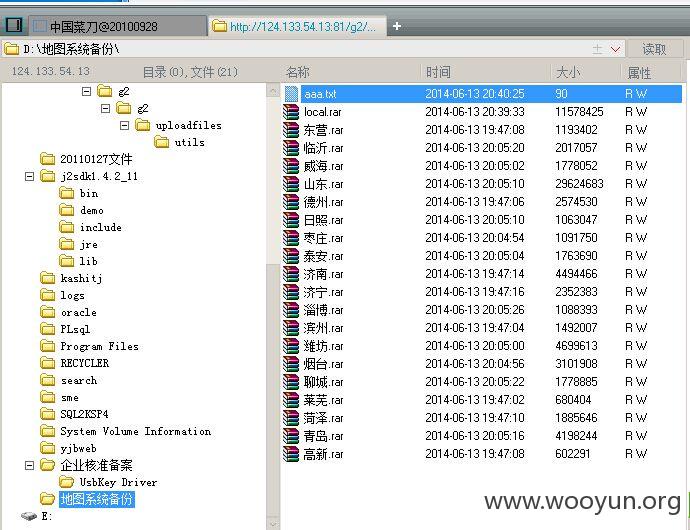 中国菜刀@20100928
http://124.133.54.13:81/g2/...
+
D:\地图系统备份\
读取
124.133.54.13
目录(0),文件(21)
名称 时间 大小 属性
g2
g2
uploadfiles
utils
20110127文件
j2sdk1.4.2_11
bin
demo
include
jre
lib
kashitj
logs
oracle
PLsql
Program Files
RECYCLER
search
sme
SQL2KSP4
System Volume Information
yjbweb
企业核准备案
UsbKey Driver
地图系统备份
E:
aaa.txt 2014-06-13 20:40:25 90 R W
local.rar 2014-06-13 20:39:33 11578425 R W
东营.rar 2014-06-13 19:47:08 1193402 R W
临沂.rar 2014-06-13 20:05:20 2017057 R W
威海.rar 2014-06-13 20:05:02 1778052 R W
山东.rar 2014-06-13 20:05:10 29624683 R W
德州.rar 2014-06-13 19:47:06 2574530 R W
日照.rar 2014-06-13 20:05:10 1063047 R W
枣庄.rar 2014-06-13 20:04:54 1091750 R W
泰安.rar 2014-06-13 20:05:04 1763690 R W
济南.rar 2014-06-13 19:47:14 4494466 R W
济宁.rar 2014-06-13 19:47:16 2352383 R W
淄博.rar 2014-06-13 20:05:26 1088393 R W
滨州.rar 2014-06-13 19:47:04 1492007 R W
潍坊.rar 2014-06-13 20:05:00 4699613 R W
烟台.rar 2014-06-13 20:04:56 3101908 R W
聊城.rar 2014-06-13 20:05:22 1778885 R W
莱芜.rar 2014-06-13 19:47:02 680404 R W
菏泽.rar 2014-06-13 19:47:10 1885646 R W
青岛.rar 2014-06-13 20:05:16 4198244 R W
高新.rar 2014-06-13 19:47:08 602291 R W
www.wooyun.org